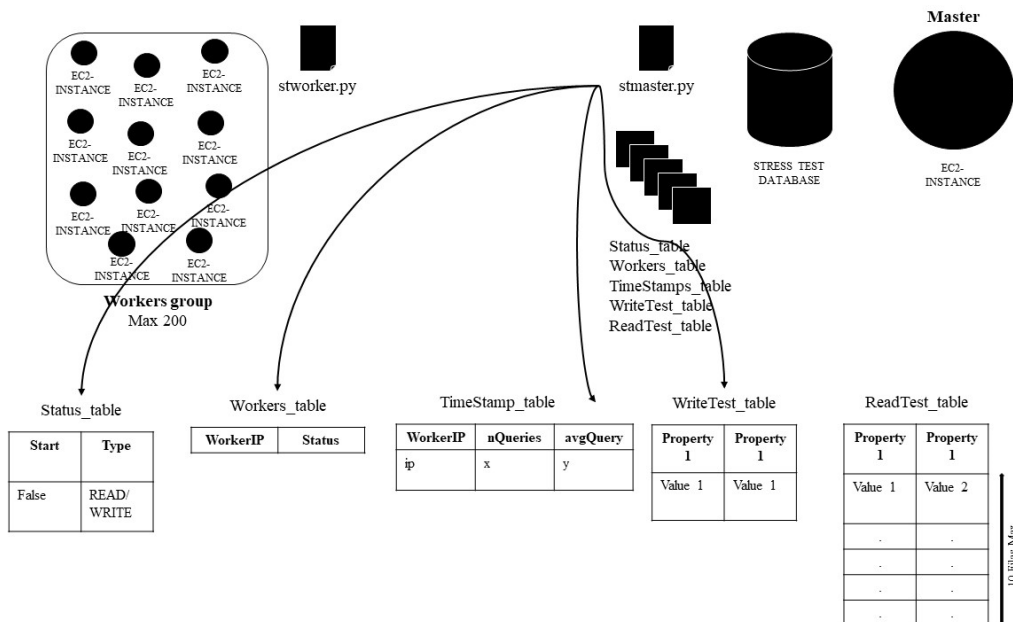 Master
EC2-
INSTANCE
EC2-
INSTANCE
EC2-
INSTANCE
EC2-
INSTANCE
EC2-
INSTANCE
EC2-
INSTANCE
EC2-
INSTANCE
EC2-
INSTANCE
EC2-
INSTANCE
EC2-
INSTANCE
EC2-
INSTANCE
Workers group
Max 200
stworker.py
stmaster.py
STRESS TEST
DATABASE
EC2-
INSTANCE
Status_table
Workers_table
TimeStamps_table
WriteTest_table
ReadTest_table
Status_table
Start Type
False READ/
WRITE
Workers_table
WorkerIP Status
TimeStamp_table
WorkerIP nQueries avgQuery
ip x y
WriteTest_table
Property Property
1 1
Value 1 Value 1
ReadTest_table
Property Property
1 1
Value 1 Value 2
. .
. .
. .
. .